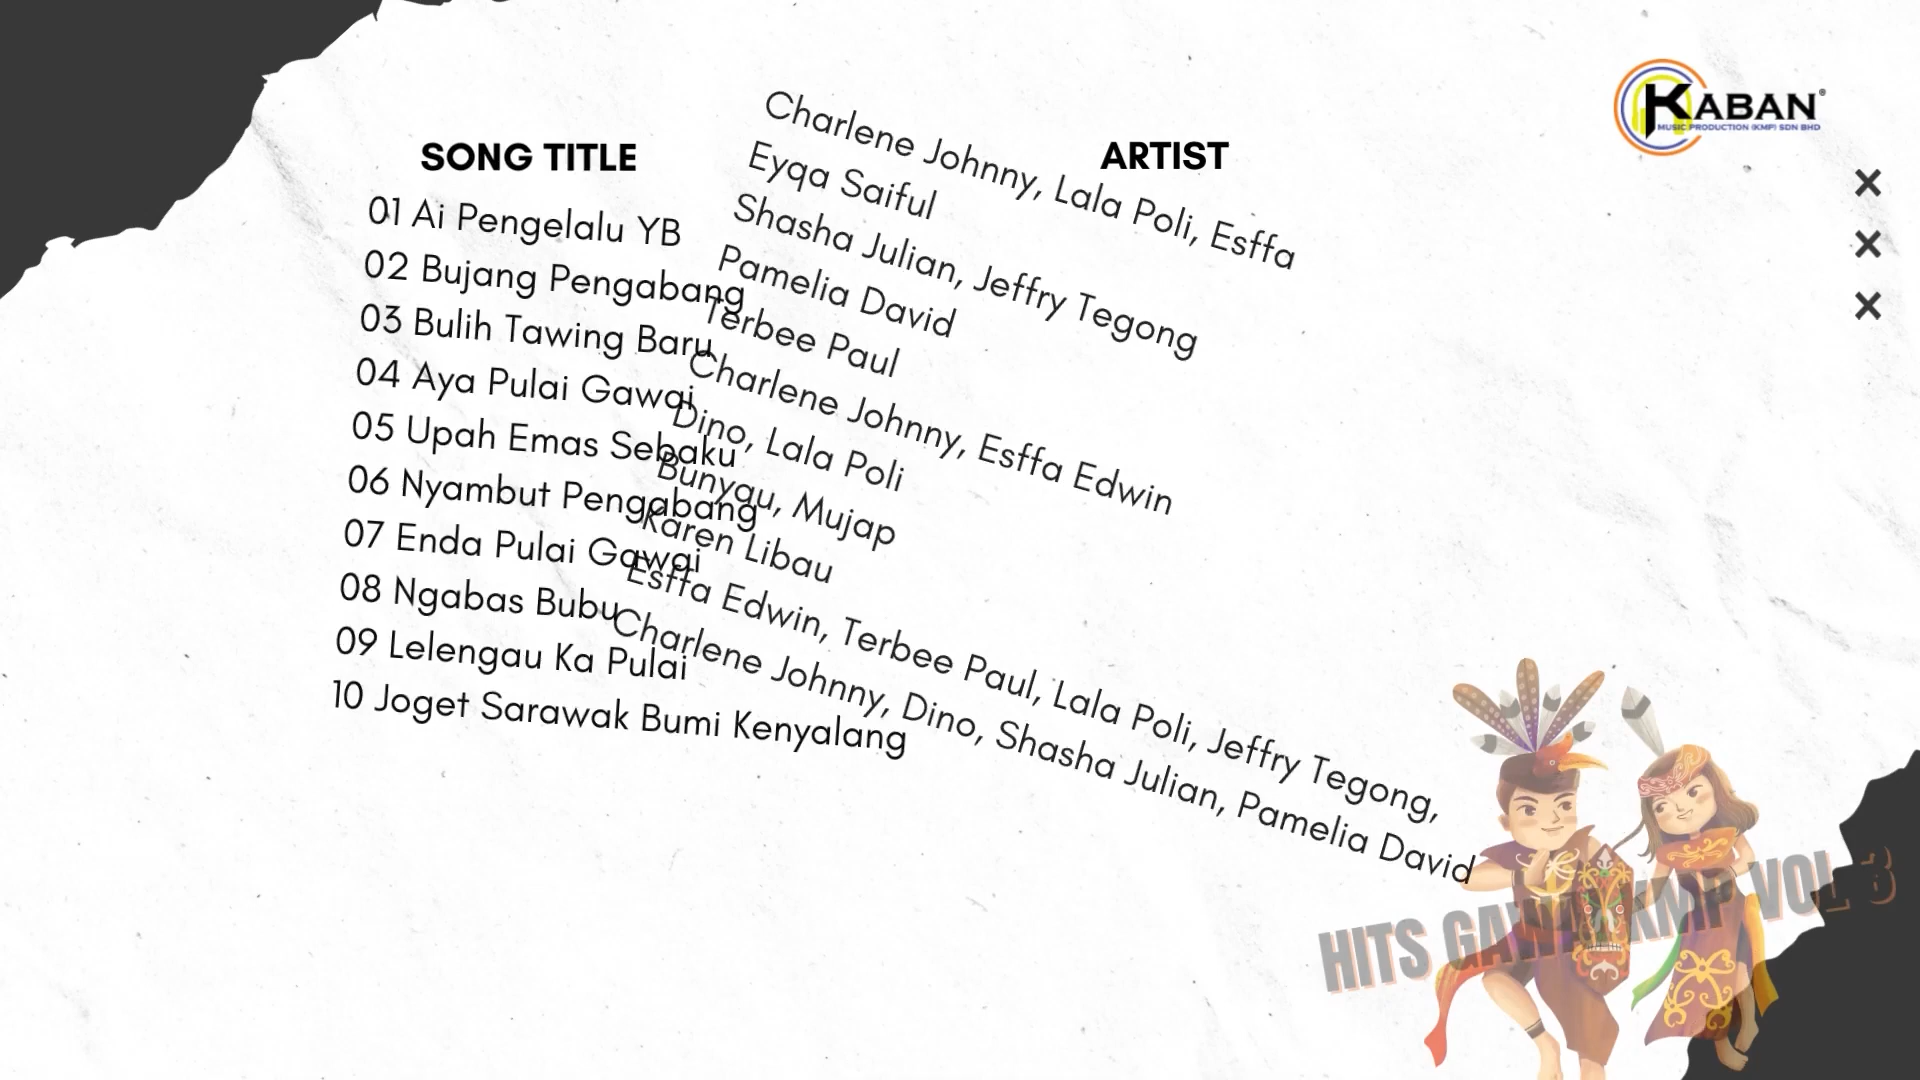 KABAN®
MUSIC PRODUCTION (KMP) SDN BHD
SONG TITLE
01 Ai Pengelalu YB
02 Bujang Pengabang
03 Bulih Tawing Baru
04 Aya Pulai Gawai
05 Upah Emas Sebaku
06 Nyambut Pengabang
07 Enda Pulai Gawai
08 Ngabas Bubu
09 Lelengau Ka Pulai
10 Joget Sarawak Bumi Kenyalang
ARTIST
Charlene Johnny, Lala Poli, Esffa
Eyqa Saiful
Shasha Julian, Jeffry Tegong
Pamelia David
Terbee Paul
Charlene Johnny, Esffa Edwin
Dino, Lala Poli
Bunyau, Mujap
Karen Libau
Esffa Edwin, Terbee Paul, Lala Poli, Jeffry Tegong,
Charlene Johnny, Dino, Shasha Julian, Pamelia David
HITS GAWAI KMP VOL 3